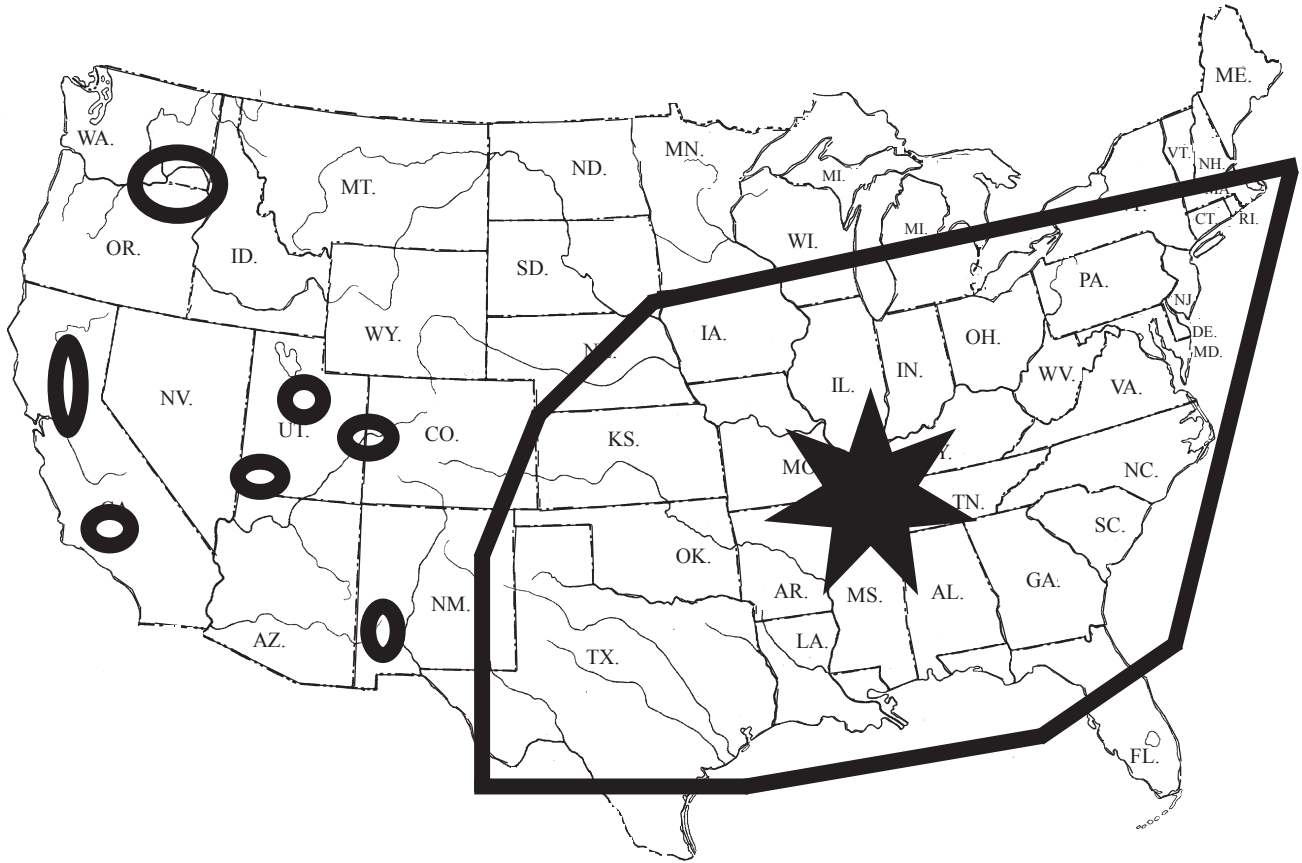 ME.
WA.
MN.
VT.
NH.
ND.
MI.
MT.
MI.
CT.
RI.
OR.
WI.
ID.
SD.
PA.
NJ
WY.
IA.
OH.
DE.
MD.
IN.
WV.
IL.
VA.
NV.
UT.
CO.
KS.
NC.
TN.
SC.
OK.
AR.
MS.
AL.
GA.
NM.
AZ.
LA.
TX.
FL.